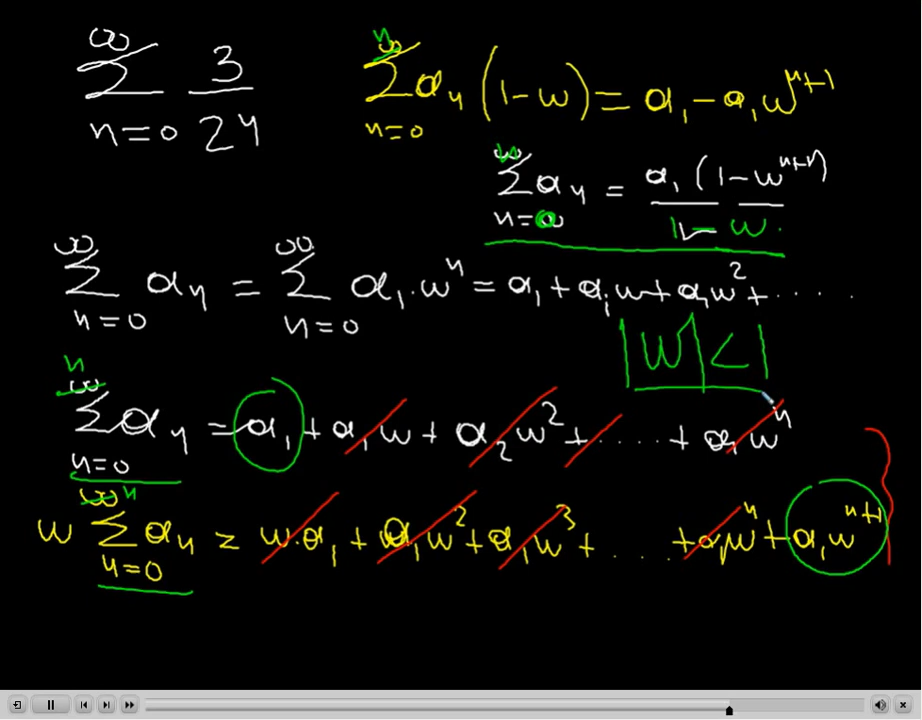 ∞ Σ n=0 3/2^n
n ∞ Σ n=0 a_n (1-w) = a_1 - a_1 w^{n+1}
n Σ n=0 a_n = a_1 (1-w^{n+1}) / 1-w
∞ Σ n=0 a_n = ∞ Σ n=0 a_1 . w^n = a_1 + a_1 w + a_1 w^2 + .....
|w| < 1
n Σ n=0 a_n = a_1 + a_1 w + a_2 w^2 + ..... + a_1 w^n
w n Σ n=0 a_n = w.a_1 + a_1 w^2 + a_1 w^3 + ..... + a_1 w^n + a_1 w^{n+1}